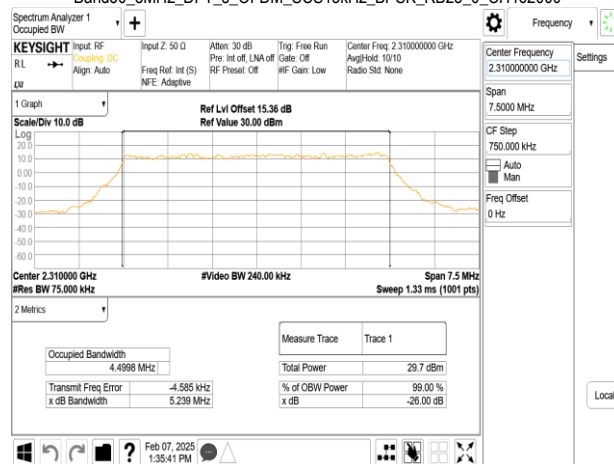 Spectrum Analyzer 1
Occupied BW
Frequency
KEYSIGHT
Input: RF
Input Z: 50 Ω
Atten: 30 dB
Trig: Free Run
Center Freq: 2.310000000 GHz
RL
Coupling: DC
Pre: Int off, LNA off
Gate: Off
Avg|Hold: 10/10
Align: Auto
Freq Ref: Int (S)
RF Presel: Off
#IF Gain: Low
Radio Std: None
NFE: Adaptive
Center Frequency
2.310000000 GHz
Settings
Span
7.5000 MHz
CF Step
750.000 kHz
Auto
Man
Freq Offset
0 Hz
Local
1 Graph
Ref Lvl Offset 15.36 dB
Scale/Div 10.0 dB
Ref Value 30.00 dBm
Log
20.0
10.0
0.00
-10.0
-20.0
-30.0
-40.0
-50.0
-60.0
Center 2.310000 GHz
#Video BW 240.00 kHz
Span 7.5 MHz
#Res BW 75.000 kHz
Sweep 1.33 ms (1001 pts)
2 Metrics
Measure Trace
Trace 1
Occupied Bandwidth
4.4998 MHz
Total Power
29.7 dBm
Transmit Freq Error
-4.585 kHz
% of OBW Power
99.00 %
x dB Bandwidth
5.239 MHz
x dB
-26.00 dB
?
Feb 07, 2025
1:35:41 PM